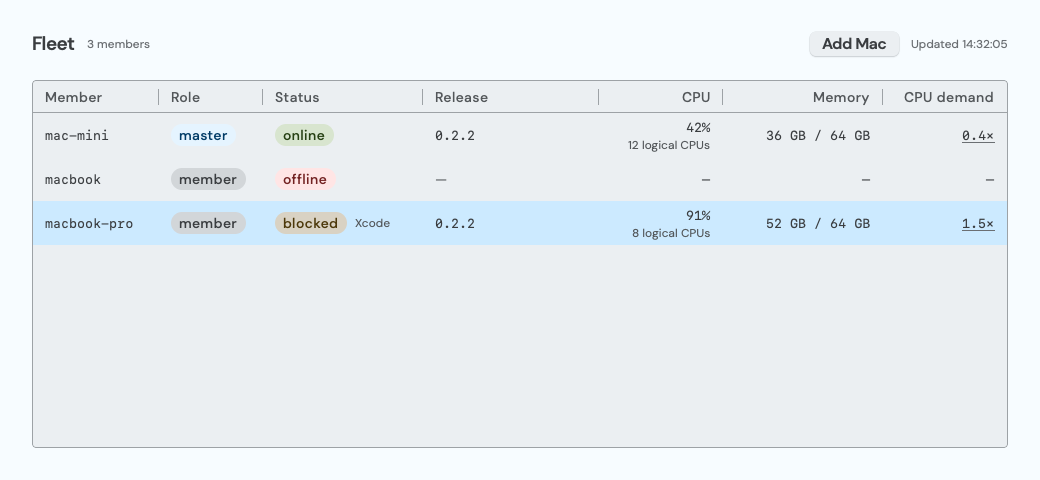 Fleet 3 members Add Mac Updated 14:32:05
Member Role Status Release CPU Memory CPU demand
mac-mini master online 0.2.2 42% 12 logical CPUs 36 GB / 64 GB 0.4×
macbook member offline — — — —
macbook-pro member blocked Xcode 0.2.2 91% 8 logical CPUs 52 GB / 64 GB 1.5×